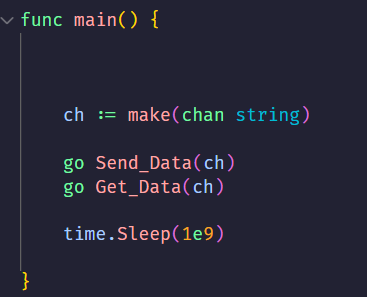 func main() {
ch := make(chan string)
go Send_Data(ch)
go Get_Data(ch)
time.Sleep(1e9)
}